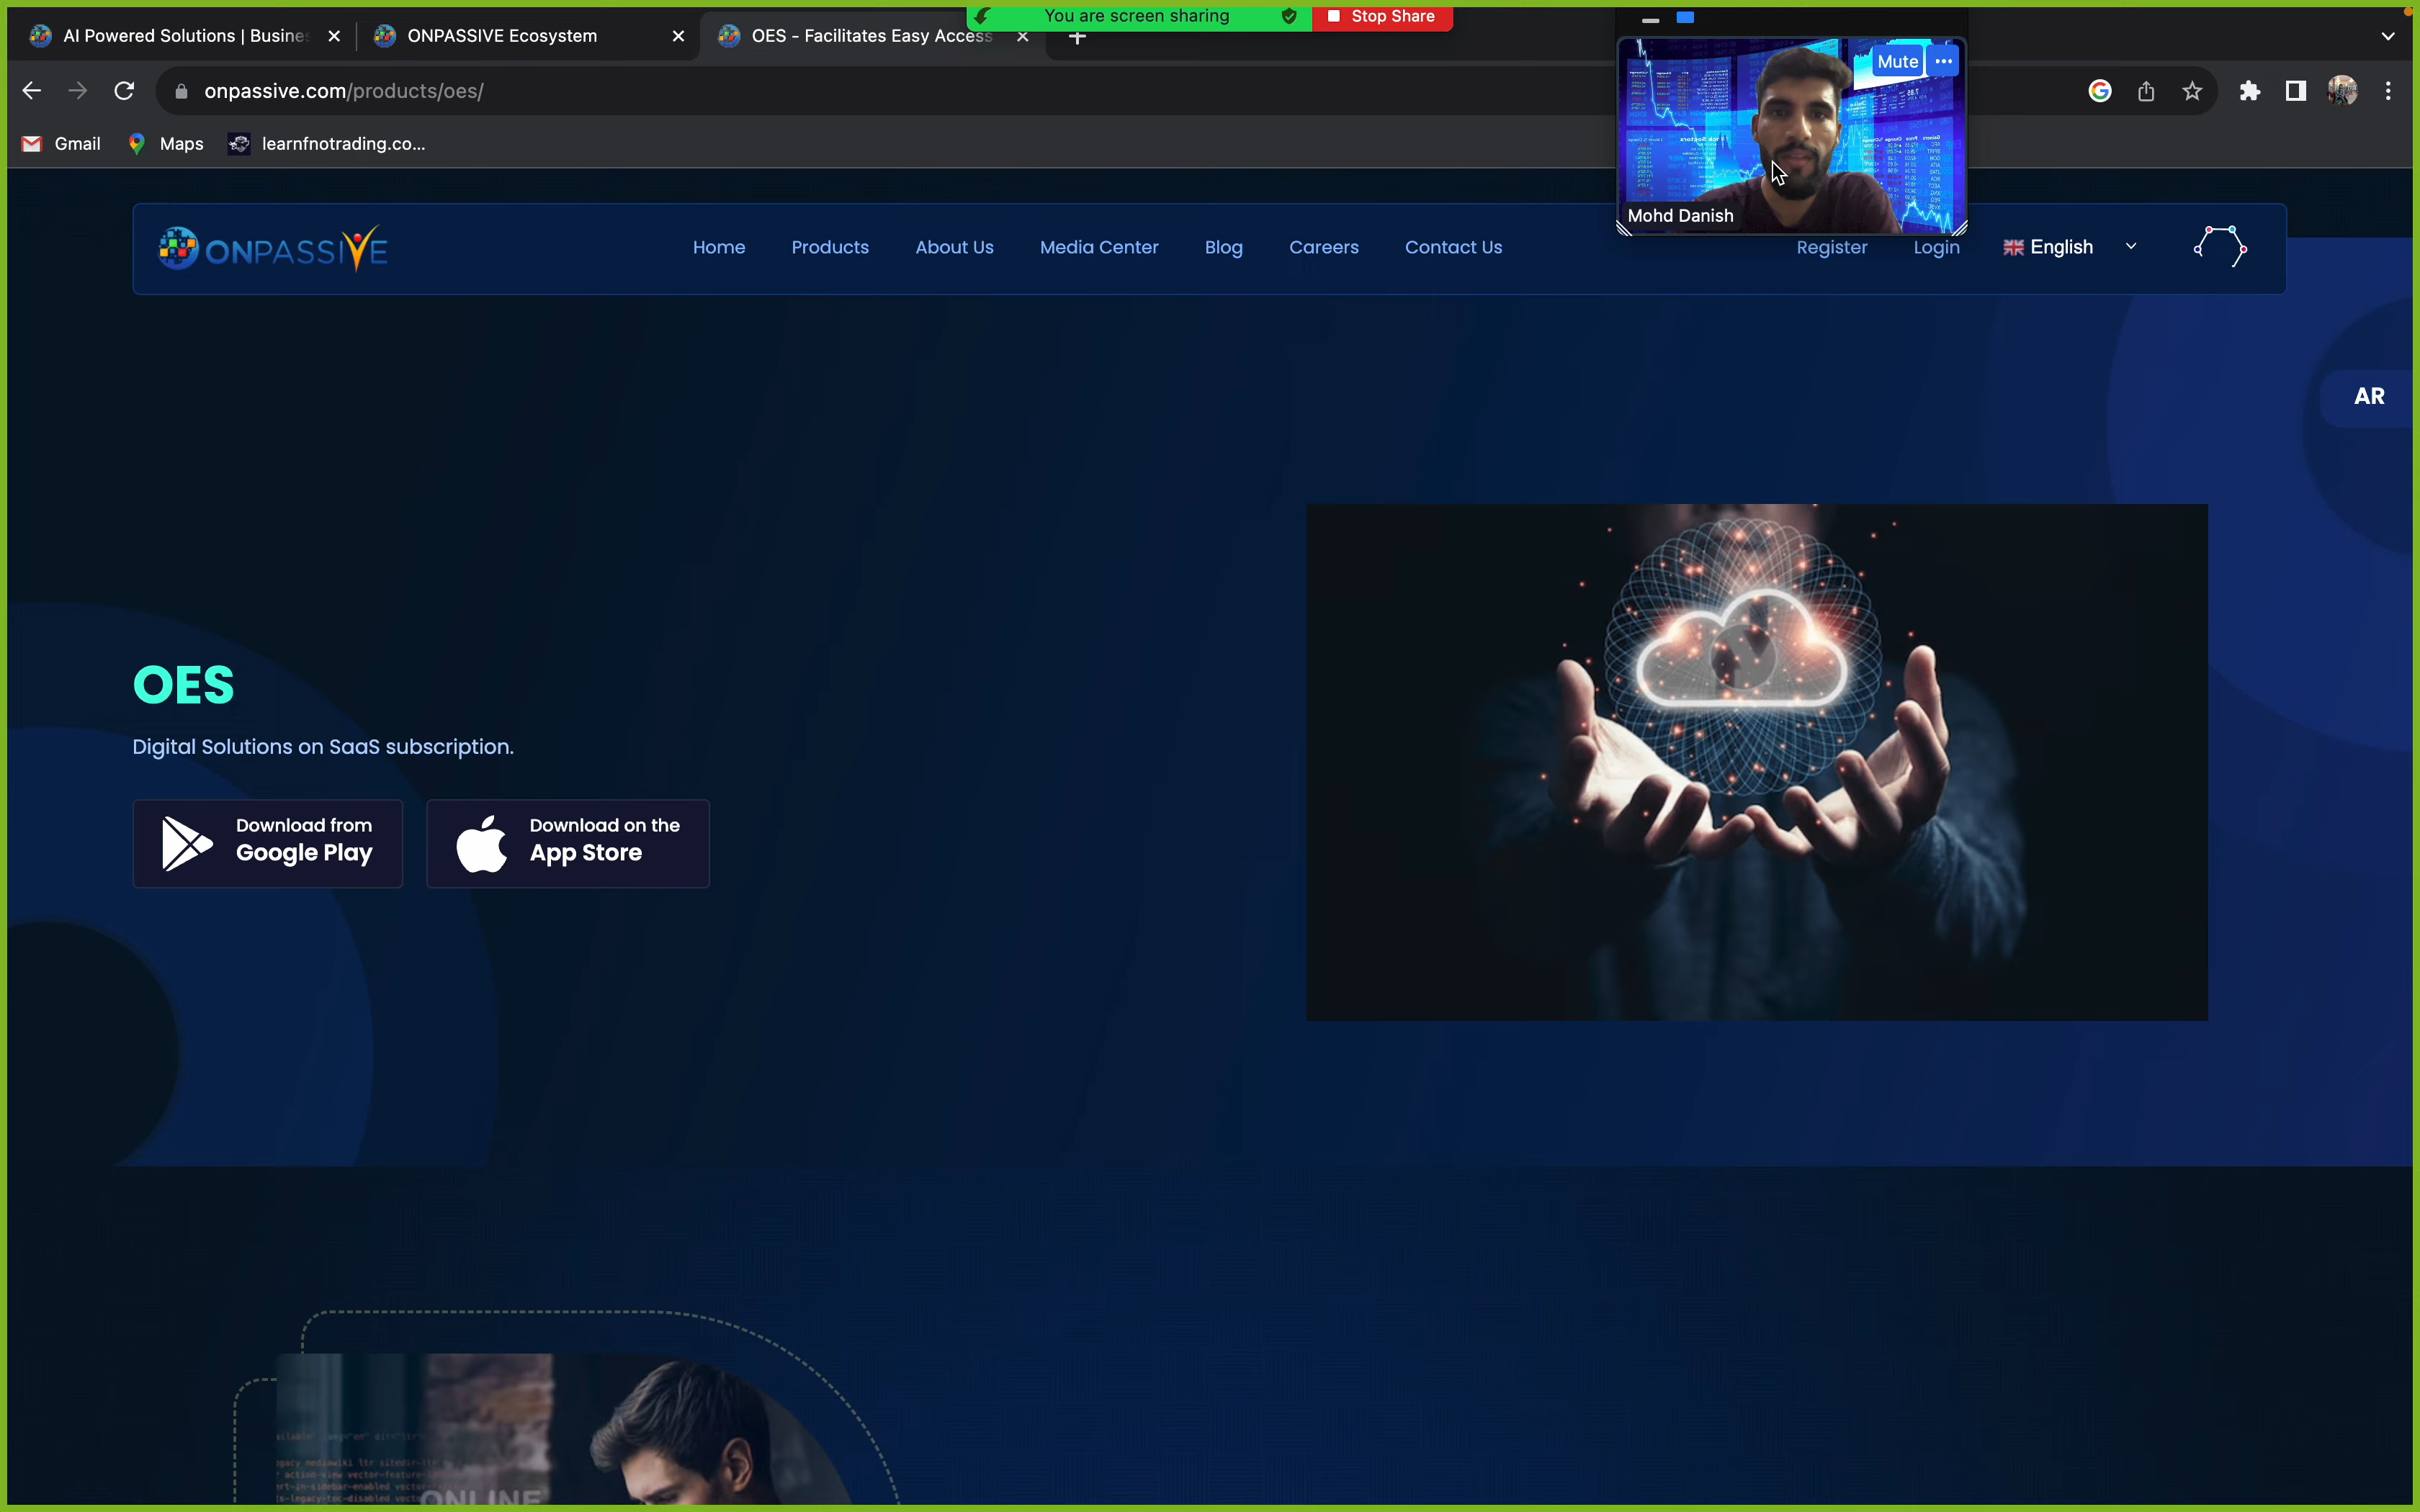 You are screen sharing
Stop Share
AI Powered Solutions | Busines
ONPASSIVE Ecosystem
OES - Facilitates Easy Access
Mute
onpassive.com/products/oes/
Gmail
Maps
learnfnotrading.co...
Mohd Danish
ONPASSIVE
Home
Products
About Us
Media Center
Blog
Careers
Contact Us
Register
Login
English
AR
OES
Digital Solutions on SaaS subscription.
Download from
Google Play
Download on the
App Store
ONLINE